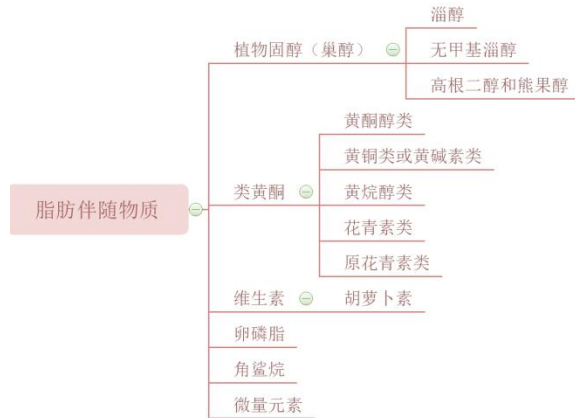 淄醇
植物固醇（巢醇）
无甲基淄醇
高根二醇和熊果醇
黄酮醇类
黄铜类或黄碱素类
脂肪伴随物质
类黄酮
黄烷醇类
花青素类
原花青素类
维生素
胡萝卜素
卵磷脂
角鲨烷
微量元素